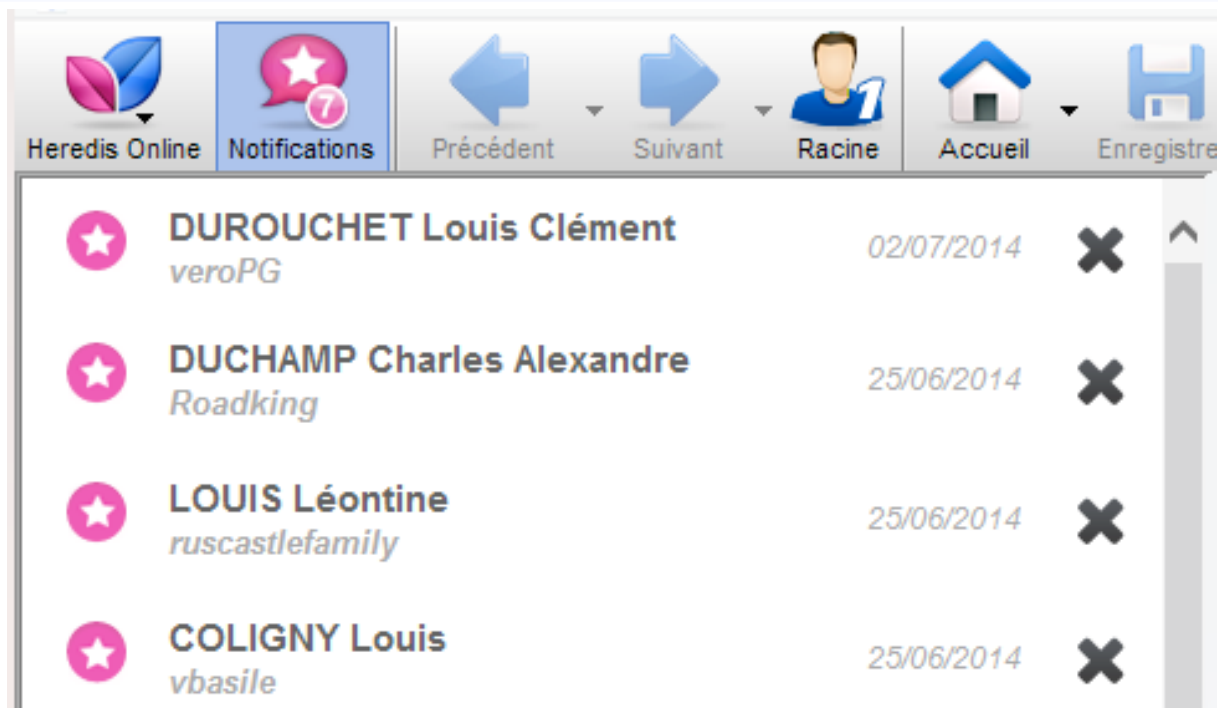 7
1
Heredis Online Notifications Précédent Suivant Racine Accueil Enregistre
DUROUCHET Louis Clément 02/07/2014
veroPG
DUCHAMP Charles Alexandre 25/06/2014
Roadking
LOUIS Léontine 25/06/2014
ruscastlefamily
COLIGNY Louis 25/06/2014
vbasile